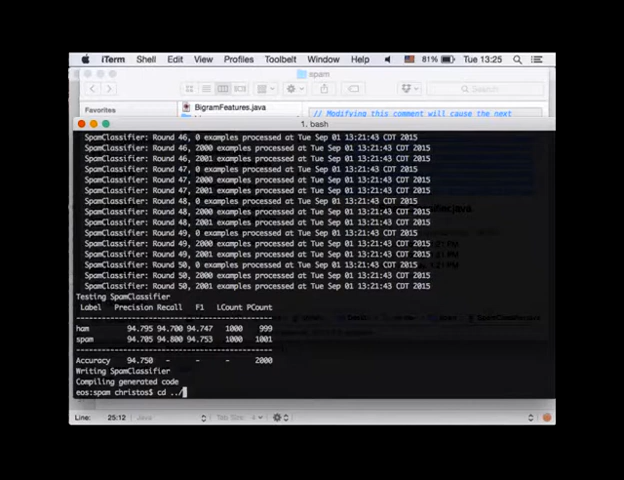 iTerm Shell Edit View Profiles Toolbelt Window Help 81% Tue 13:25
spam
Search
Favorites
BigramFeatures.java
// Modifying this comment will cause the next
1. bash
SpamClassifier: Round 46, 0 examples processed at Tue Sep 01 13:21:43 CDT 2015
SpamClassifier: Round 46, 2000 examples processed at Tue Sep 01 13:21:43 CDT 2015
SpamClassifier: Round 46, 2001 examples processed at Tue Sep 01 13:21:43 CDT 2015
SpamClassifier: Round 47, 0 examples processed at Tue Sep 01 13:21:43 CDT 2015
SpamClassifier: Round 47, 2000 examples processed at Tue Sep 01 13:21:43 CDT 2015
SpamClassifier: Round 47, 2001 examples processed at Tue Sep 01 13:21:43 CDT 2015
SpamClassifier: Round 48, 0 examples processed at Tue Sep 01 13:21:43 CDT 2015
SpamClassifier: Round 48, 2000 examples processed at Tue Sep 01 13:21:43 CDT 2015
SpamClassifier: Round 48, 2001 examples processed at Tue Sep 01 13:21:43 CDT 2015
SpamClassifier: Round 49, 0 examples processed at Tue Sep 01 13:21:43 CDT 2015
SpamClassifier: Round 49, 2000 examples processed at Tue Sep 01 13:21:43 CDT 2015
SpamClassifier: Round 49, 2001 examples processed at Tue Sep 01 13:21:43 CDT 2015
SpamClassifier: Round 50, 0 examples processed at Tue Sep 01 13:21:43 CDT 2015
SpamClassifier: Round 50, 2000 examples processed at Tue Sep 01 13:21:43 CDT 2015
SpamClassifier: Round 50, 2001 examples processed at Tue Sep 01 13:21:43 CDT 2015
Testing SpamClassifier
Label Precision Recall F1 LCount PCount
----------------------------------------------
ham 94.795 94.700 94.747 1000 999
spam 94.705 94.800 94.753 1000 1001
----------------------------------------------
Accuracy 94.750 - - - 2000
Writing SpamClassifier
Compiling generated code
eos:spam christos$ cd ../
Line: 25:12 Java Tab Size: 4